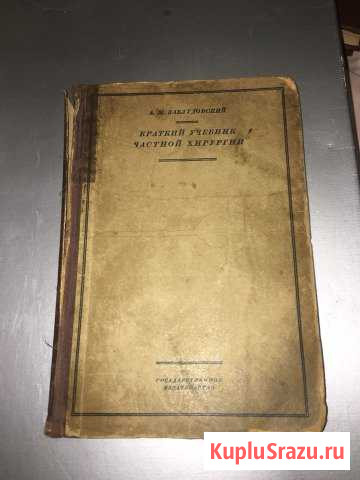 А. М. ЗАБЛУДОВСКИЙ
КРАТКИЙ УЧЕБНИК
ЧАСТНОЙ ХИРУРГИИ
ГОСУДАРСТВЕННОЕ
ИЗДАТЕЛЬСТВО
KupluSrazu.ru